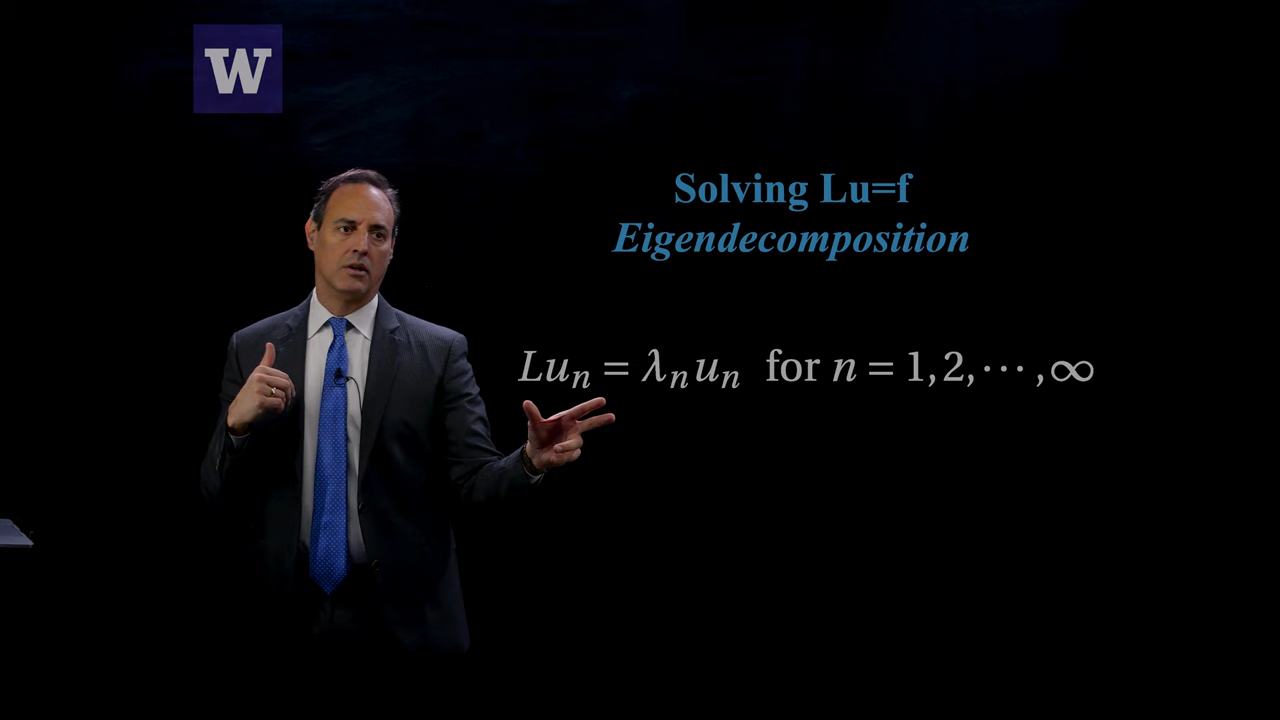 W
Solving Lu=f
Eigendecomposition
Luₙ = λₙuₙ for n = 1,2,⋯,∞